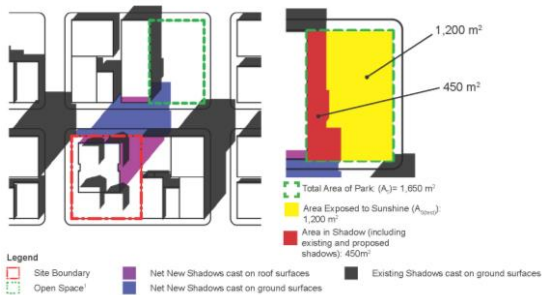 1,200 m²
450 m²
Total Area of Park: (Aₜ)= 1,650 m²
Area Exposed to Sunshine (A
):
1,200 m²
Area in Shadow (including
existing and proposed
shadows): 450m²
Legend
Site Boundary
Open Space¹
Net New Shadows cast on roof surfaces
Net New Shadows cast on ground surfaces
Existing Shadows cast on ground surfaces